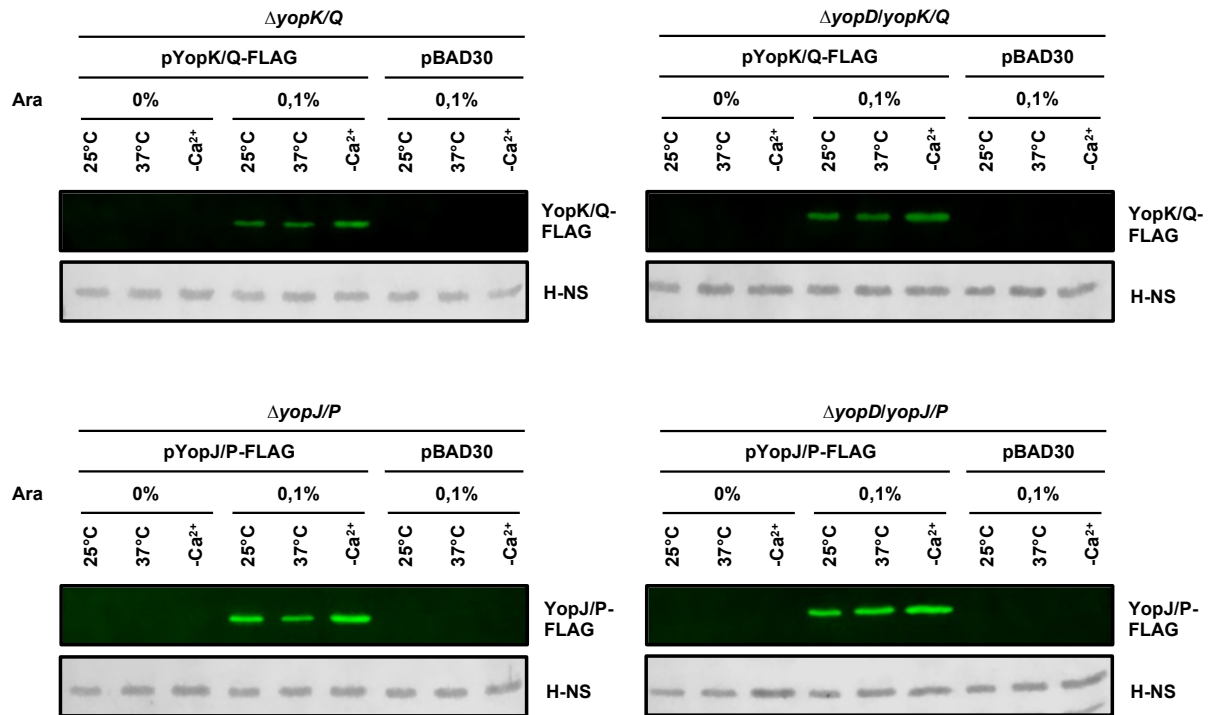 ΔyopK/Q
pYopK/Q-FLAG pBAD30
Ara 0% 0,1% 0,1%
25°C 37°C -Ca²⁺ 25°C 37°C -Ca²⁺ 25°C 37°C -Ca²⁺
YopK/Q-
FLAG
H-NS
ΔyopD/yopK/Q
pYopK/Q-FLAG pBAD30
0% 0,1% 0,1%
25°C 37°C -Ca²⁺ 25°C 37°C -Ca²⁺ 25°C 37°C -Ca²⁺
YopK/Q-
FLAG
H-NS
ΔyopJ/P
pYopJ/P-FLAG pBAD30
Ara 0% 0,1% 0,1%
25°C 37°C -Ca²⁺ 25°C 37°C -Ca²⁺ 25°C 37°C -Ca²⁺
YopJ/P-
FLAG
H-NS
ΔyopD/yopJ/P
pYopJ/P-FLAG pBAD30
0% 0,1% 0,1%
25°C 37°C -Ca²⁺ 25°C 37°C -Ca²⁺ 25°C 37°C -Ca²⁺
YopJ/P-
FLAG
H-NS